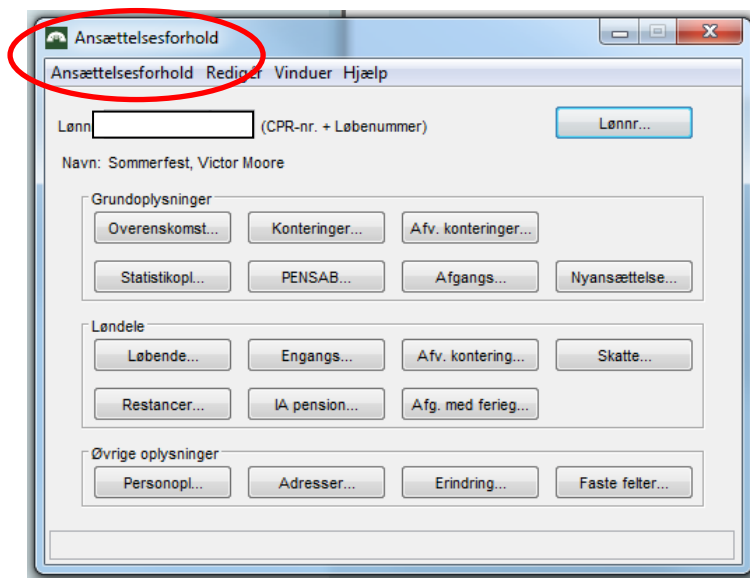 Ansættelsesforhold
Ansættelsesforhold Redigér Vinduer Hjælp
Lønn (CPR-nr. + Løbenummer) Lønnr...
Navn: Sommerfest, Victor Moore
Grundoplysninger
Overenskomst... Konteringer... Afv. konteringer...
Statistikopl... PENSAB... Afgangs... Nyansættelse...
Løndele
Løbende... Engangs... Afv. kontering... Skatte...
Restancer... IA pension... Afg. med ferieg...
Øvrige oplysninger
Personopl... Adresser... Erindring... Faste felter...